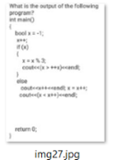 What is the output of the following
program?
int main()
{
bool x = -1;
x++;
if (x)
{
x = x % 3;
cout<<(x = ++x)<<endl;
}
else
cout<<x++<<endl; x = x++;
cout<<(x = x++)<<endl;
return 0;
}
img27.jpg